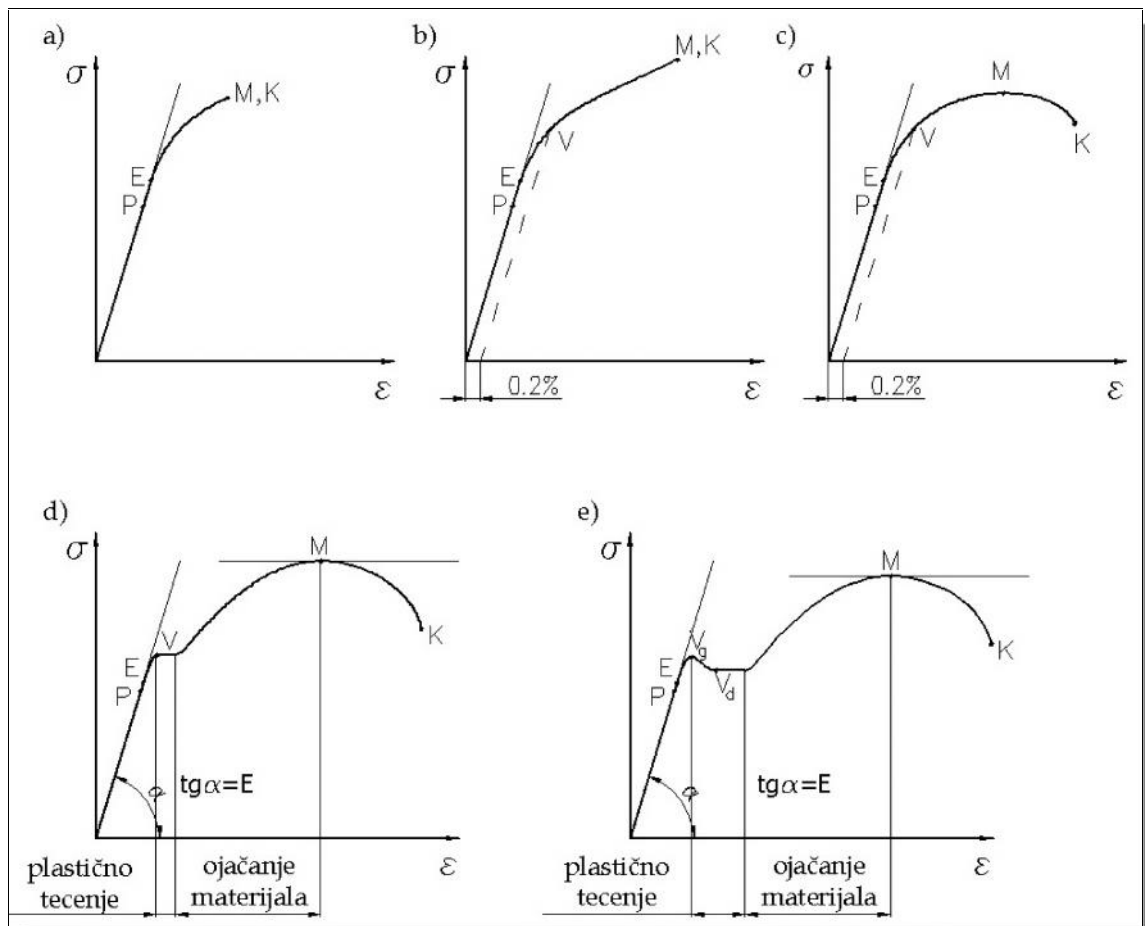 a)
σ
M,K
E
P
ε
b)
σ
M,K
V
E
P
0.2%
ε
c)
σ
M
V
K
E
P
0.2%
ε
d)
σ
M
V
E
P
K
α
tgα=E
ε
plastično
tecenje
ojačanje
materijala
e)
σ
M
V_g
E
P
V_d
K
α
tgα=E
ε
plastično
tecenje
ojačanje
materijala